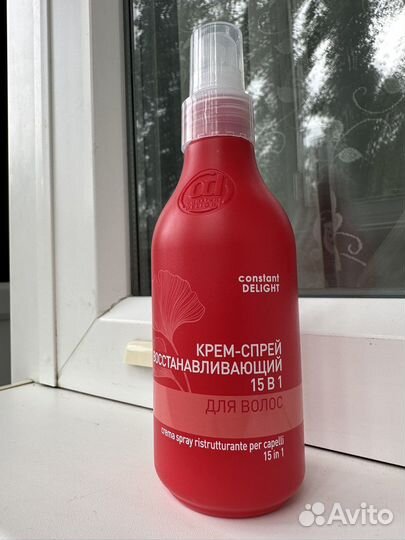 constant
DELIGHT
КРЕМ-СПРЕЙ
ВОССТАНАВЛИВАЮЩИЙ
15 В 1
ДЛЯ ВОЛОС
crema spray ristrutturante per capelli
15 in 1
Avito